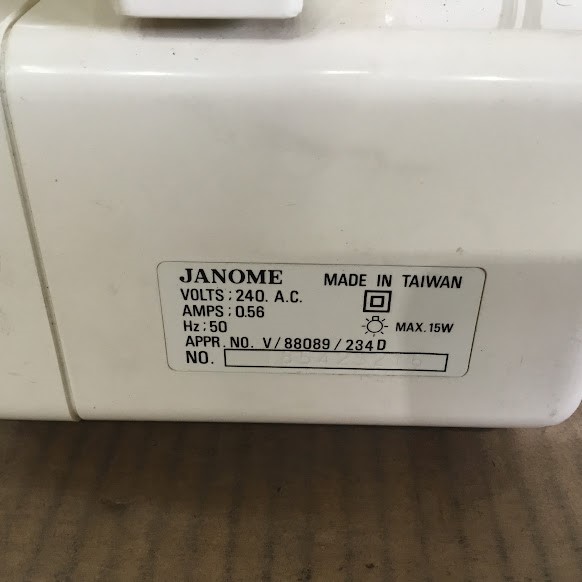 JANOME MADE IN TAIWAN
VOLTS : 240. A.C.
AMPS : 0.56
Hz : 50 MAX. 15W
APPR. NO. V/88089/234D
NO.